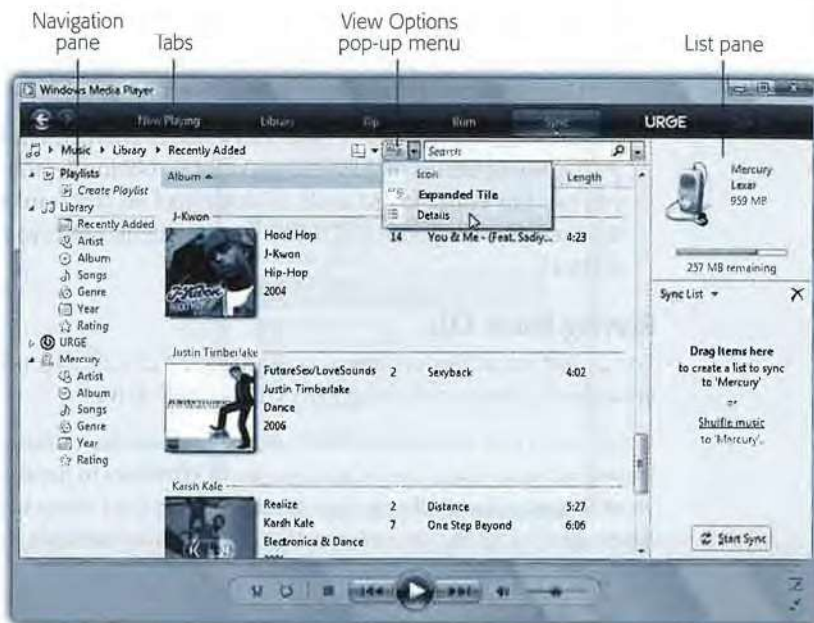 Navigation pane
Tabs
View Options pop-up menu
List pane
Windows Media Player
Now Playing Library Rip Burn Sync URGE
Music Library Recently Added Search
Playlists
Create Playlist
Library
Recently Added
Artist
Album
Songs
Genre
Year
Rating
URGE
Mercury
Artist
Album
Songs
Genre
Year
Rating
Album Length
Icon
Expanded Tile
Details
J-Kwon
Hood Hop 14 You & Me - (Feat. Sadiy... 4:23
J-Kwon
Hip-Hop
2004
Justin Timberlake
FutureSex/LoveSounds 2 Sexyback 4:02
Justin Timberlake
Dance
2006
Karsh Kale
Realize 2 Distance 5:27
Karsh Kale 7 One Step Beyond 6:06
Electronica & Dance
Mercury
Lexar
959 MB
257 MB remaining
Sync List
Drag Items here
to create a list to sync
to 'Mercury'
or
Shuffle music
to 'Mercury'.
Start Sync